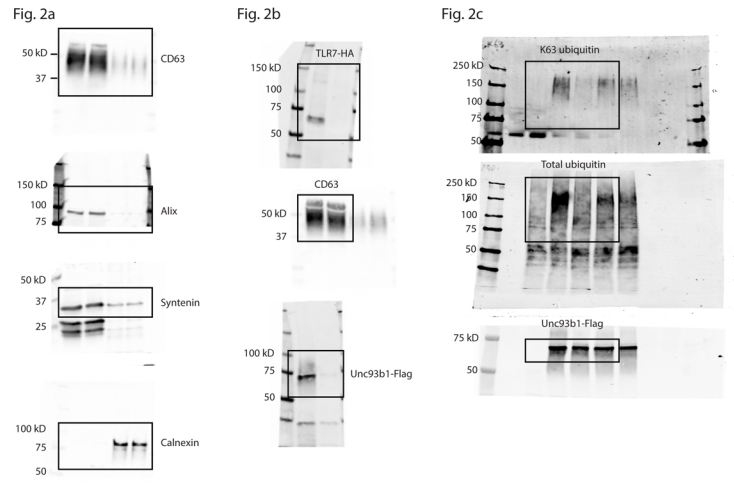 Fig. 2a
50 kD
37
CD63
150 kD
100
75
Alix
50 kD
37
25
Syntenin
100 kD
75
50
Calnexin
Fig. 2b
TLR7-HA
150 kD
100
75
50
CD63
50 kD
37
100 kD
75
50
Unc93b1-Flag
Fig. 2c
K63 ubiquitin
250 kD
150
100
75
50
Total ubiquitin
250 kD
150
100
75
50
Unc93b1-Flag
75 kD
50